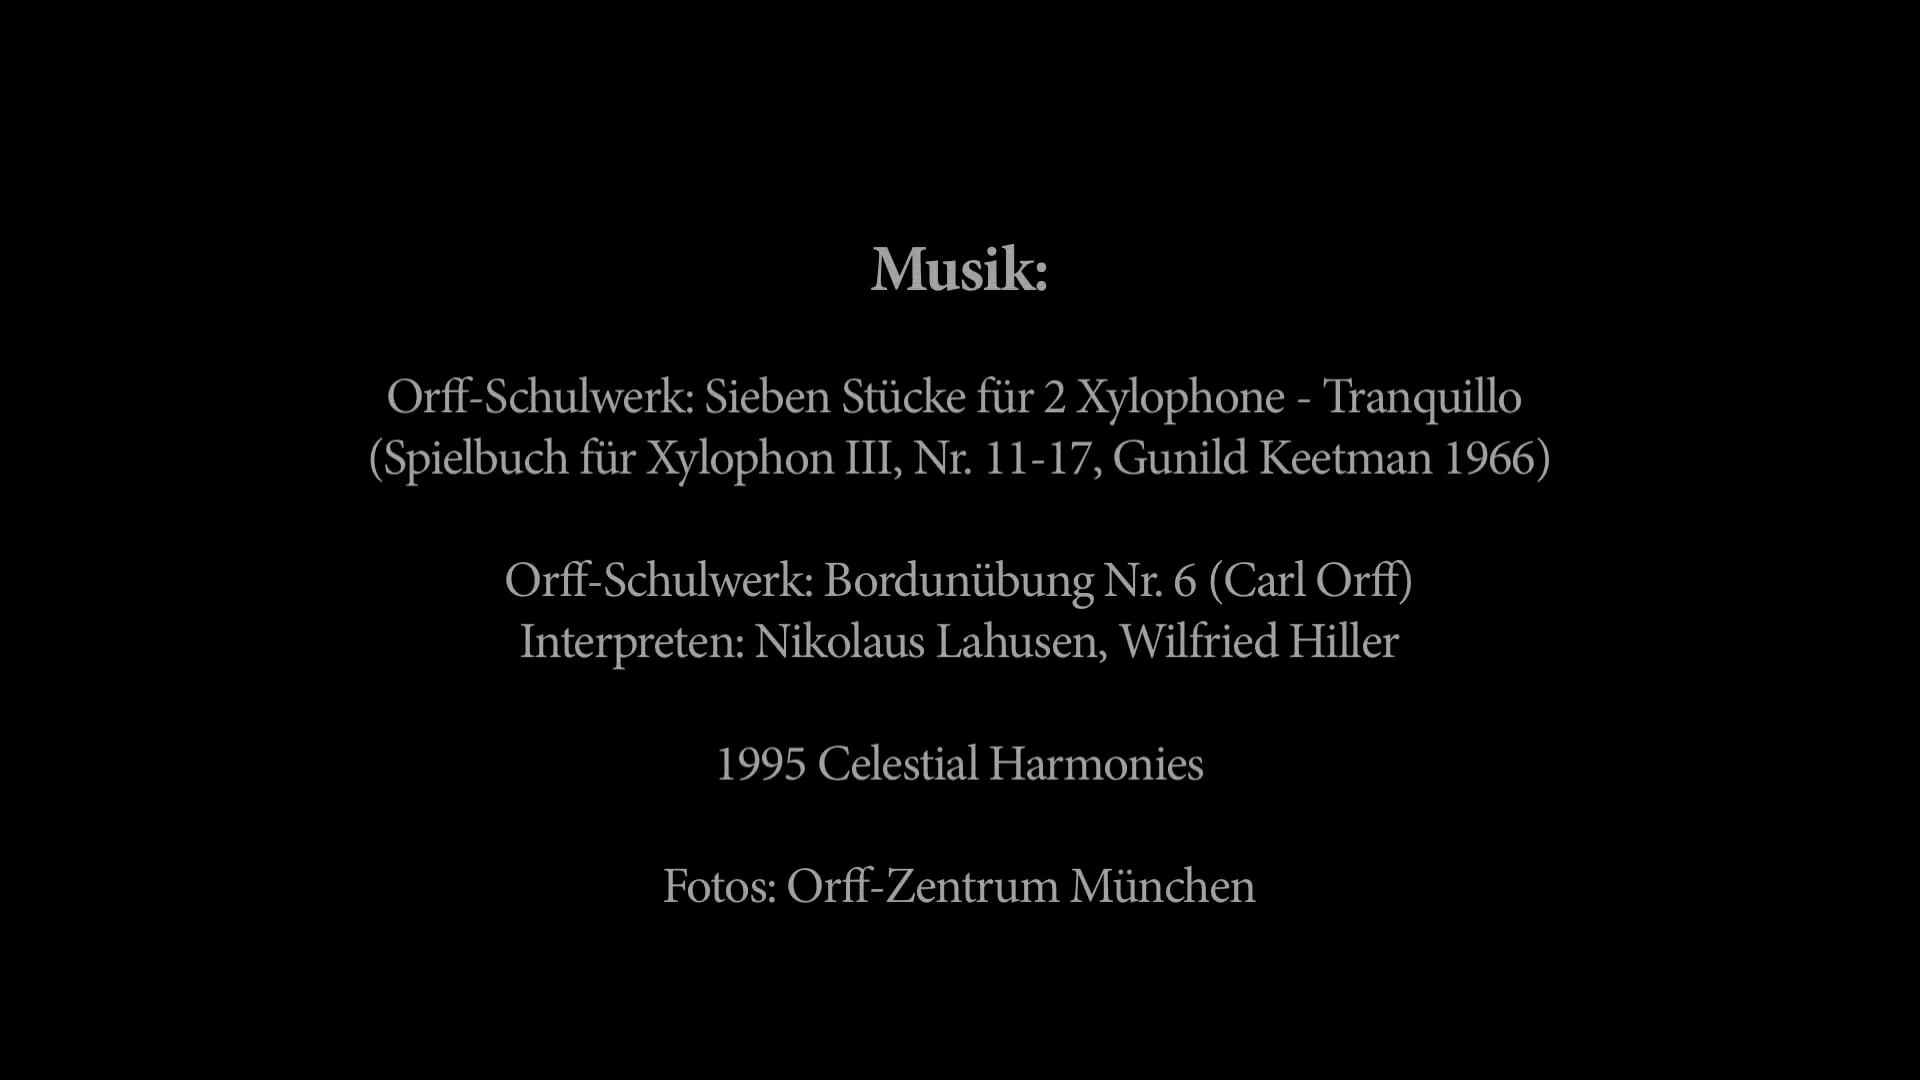 Musik:
Orff-Schulwerk: Sieben Stücke für 2 Xylophone - Tranquillo
(Spielbuch für Xylophon III, Nr. 11-17, Gunild Keetman 1966)
Orff-Schulwerk: Bordunübung Nr. 6 (Carl Orff)
Interpreten: Nikolaus Lahusen, Wilfried Hiller
1995 Celestial Harmonies
Fotos: Orff-Zentrum München